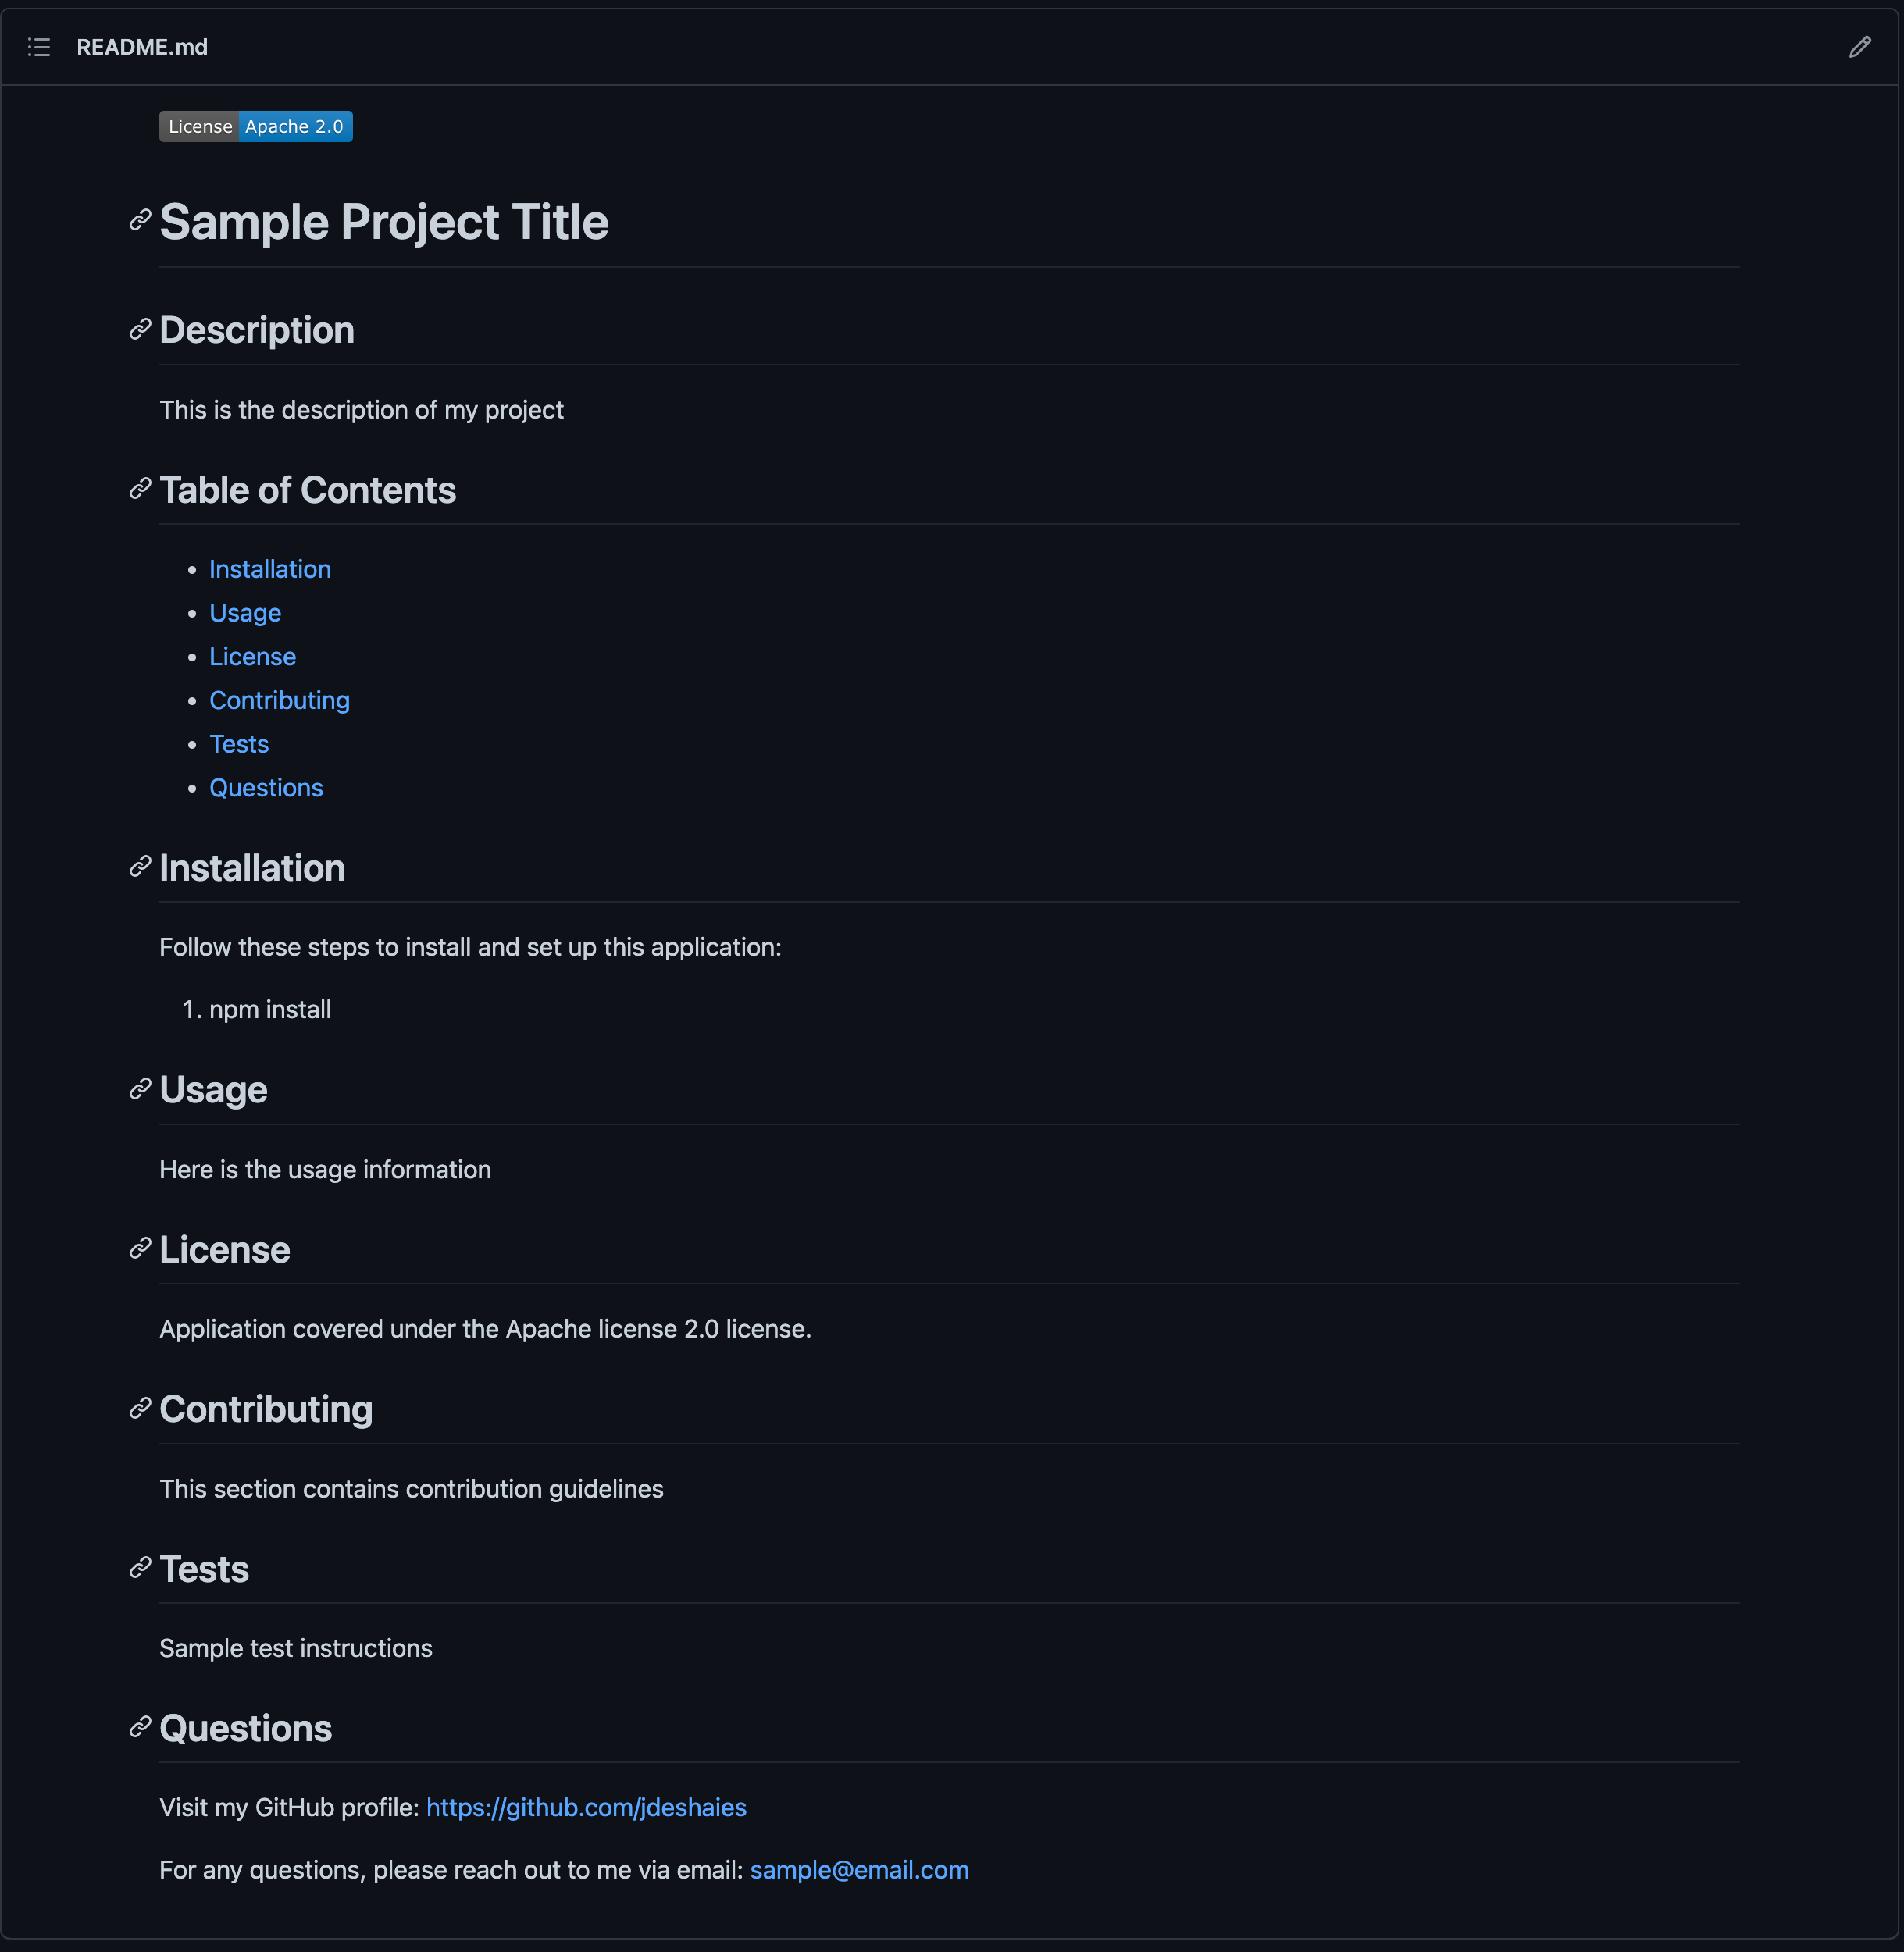 README.md
License Apache 2.0
Sample Project Title
Description
This is the description of my project
Table of Contents
• Installation
• Usage
• License
• Contributing
• Tests
• Questions
Installation
Follow these steps to install and set up this application:
1. npm install
Usage
Here is the usage information
License
Application covered under the Apache license 2.0 license.
Contributing
This section contains contribution guidelines
Tests
Sample test instructions
Questions
Visit my GitHub profile: https://github.com/jdeshaies
For any questions, please reach out to me via email: sample@email.com